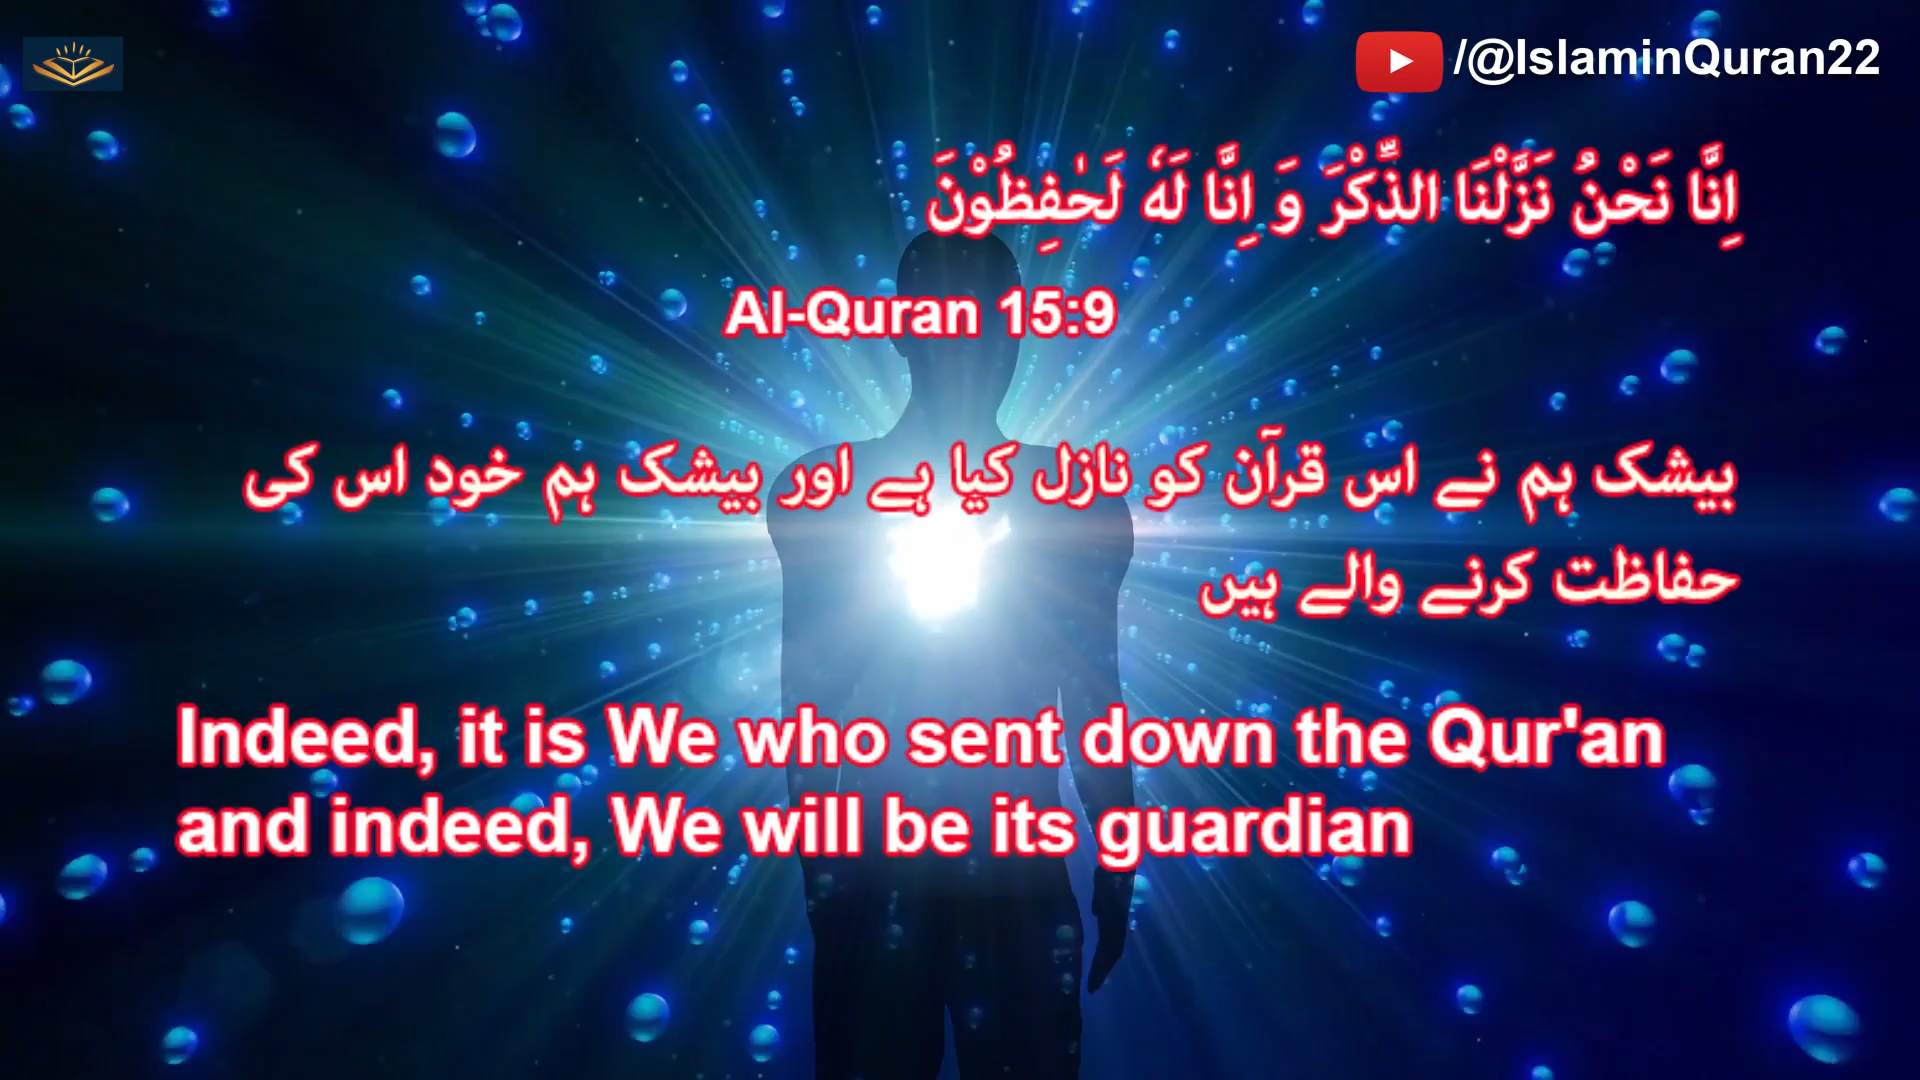 /@IslaminQuran22
اِنَّا نَحْنُ نَزَّلْنَا الذِّكْرَ وَ اِنَّا لَهٗ لَحٰفِظُوْنَ
Al-Quran 15:9
بیشک ہم نے اس قرآن کو نازل کیا ہے اور بیشک ہم خود اس کی
حفاظت کرنے والے ہیں
Indeed, it is We who sent down the Qur'an
and indeed, We will be its guardian